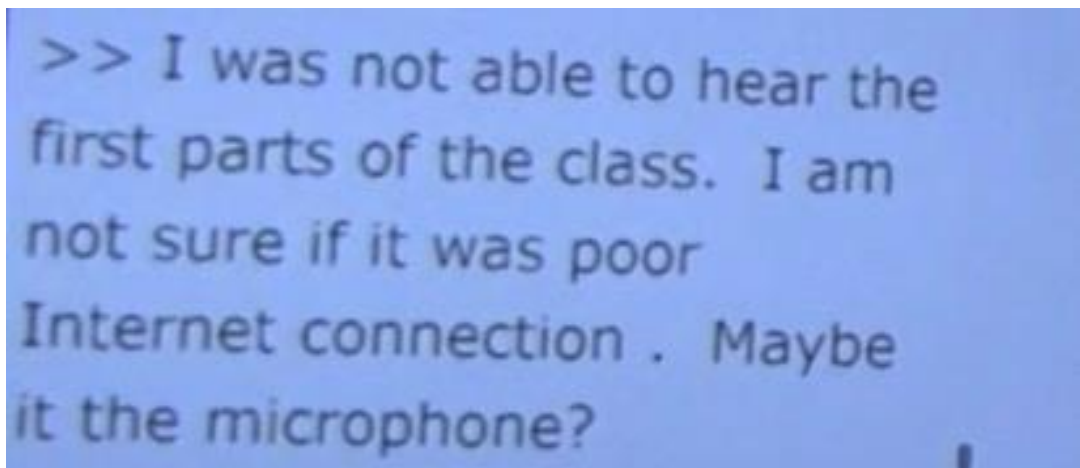 >> I was not able to hear the
first parts of the class.  I am
not sure if it was poor
Internet connection .  Maybe
it the microphone?